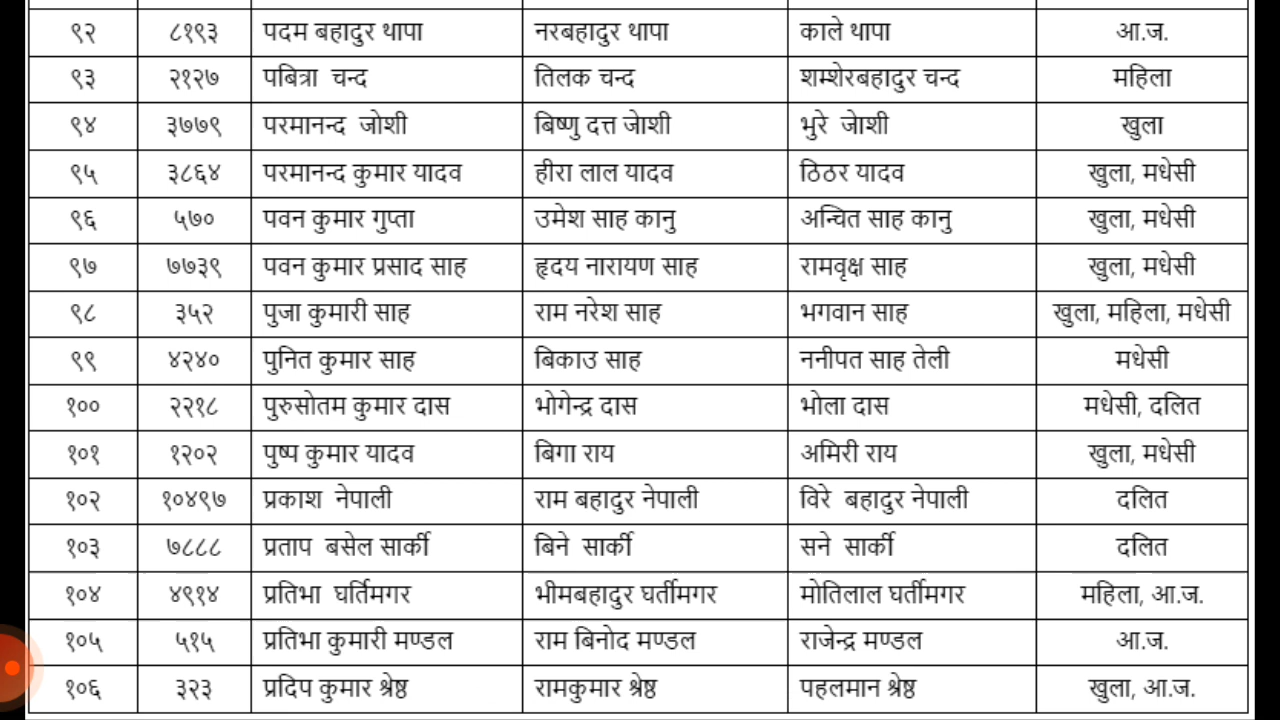 ९२ ८१९३ पदम बहादुर थापा नरबहादुर थापा काले थापा आ.ज.
९३ २१२७ पबित्रा चन्द तिलक चन्द शम्शेरबहादुर चन्द महिला
९४ ३७७९ परमानन्द जोशी बिष्णु दत्त जेाशी भुरे जेाशी खुला
९५ ३८६४ परमानन्द कुमार यादव हीरा लाल यादव ठिठर यादव खुला, मधेसी
९६ ५७० पवन कुमार गुप्ता उमेश साह कानु अन्चित साह कानु खुला, मधेसी
९७ ७७३९ पवन कुमार प्रसाद साह हृदय नारायण साह रामवृक्ष साह खुला, मधेसी
९८ ३५२ पुजा कुमारी साह राम नरेश साह भगवान साह खुला, महिला, मधेसी
९९ ४२४० पुनित कुमार साह बिकाउ साह ननीपत साह तेली मधेसी
१०० २२१८ पुरुसोतम कुमार दास भोगेन्द्र दास भोला दास मधेसी, दलित
१०१ १२०२ पुष्प कुमार यादव बिगा राय अमिरी राय खुला, मधेसी
१०२ १०४९७ प्रकाश नेपाली राम बहादुर नेपाली विरे बहादुर नेपाली दलित
१०३ ७८८८ प्रताप बसेल सार्की बिने सार्की सने सार्की दलित
१०४ ४९१४ प्रतिभा घर्तिमगर भीमबहादुर घर्तीमगर मोतिलाल घर्तीमगर महिला, आ.ज.
१०५ ५१५ प्रतिभा कुमारी मण्डल राम बिनोद मण्डल राजेन्द्र मण्डल आ.ज.
१०६ ३२३ प्रदिप कुमार श्रेष्ठ रामकुमार श्रेष्ठ पहलमान श्रेष्ठ खुला, आ.ज.